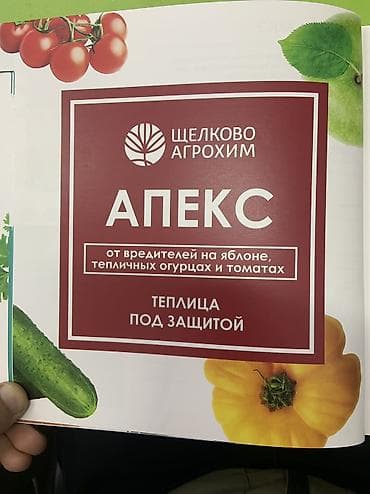 ЩЕЛКОВО
АГРОХИМ
АПЕКС
от вредителей на яблоне,
тепличных огурцах и томатах
ТЕПЛИЦА
ПОД ЗАЩИТОЙ